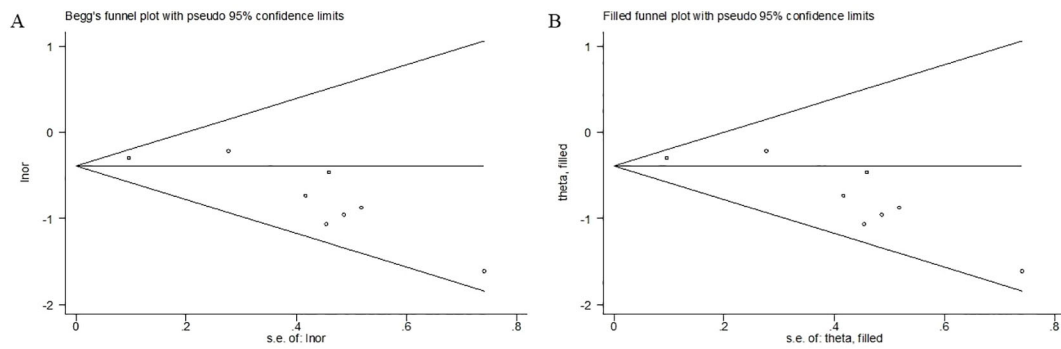 A
Begg's funnel plot with pseudo 95% confidence limits
1
0
-1
-2
lnor
0 .2 .4 .6 .8
s.e. of: lnor
B
Filled funnel plot with pseudo 95% confidence limits
1
0
-1
-2
theta, filled
0 .2 .4 .6 .8
s.e. of: theta, filled